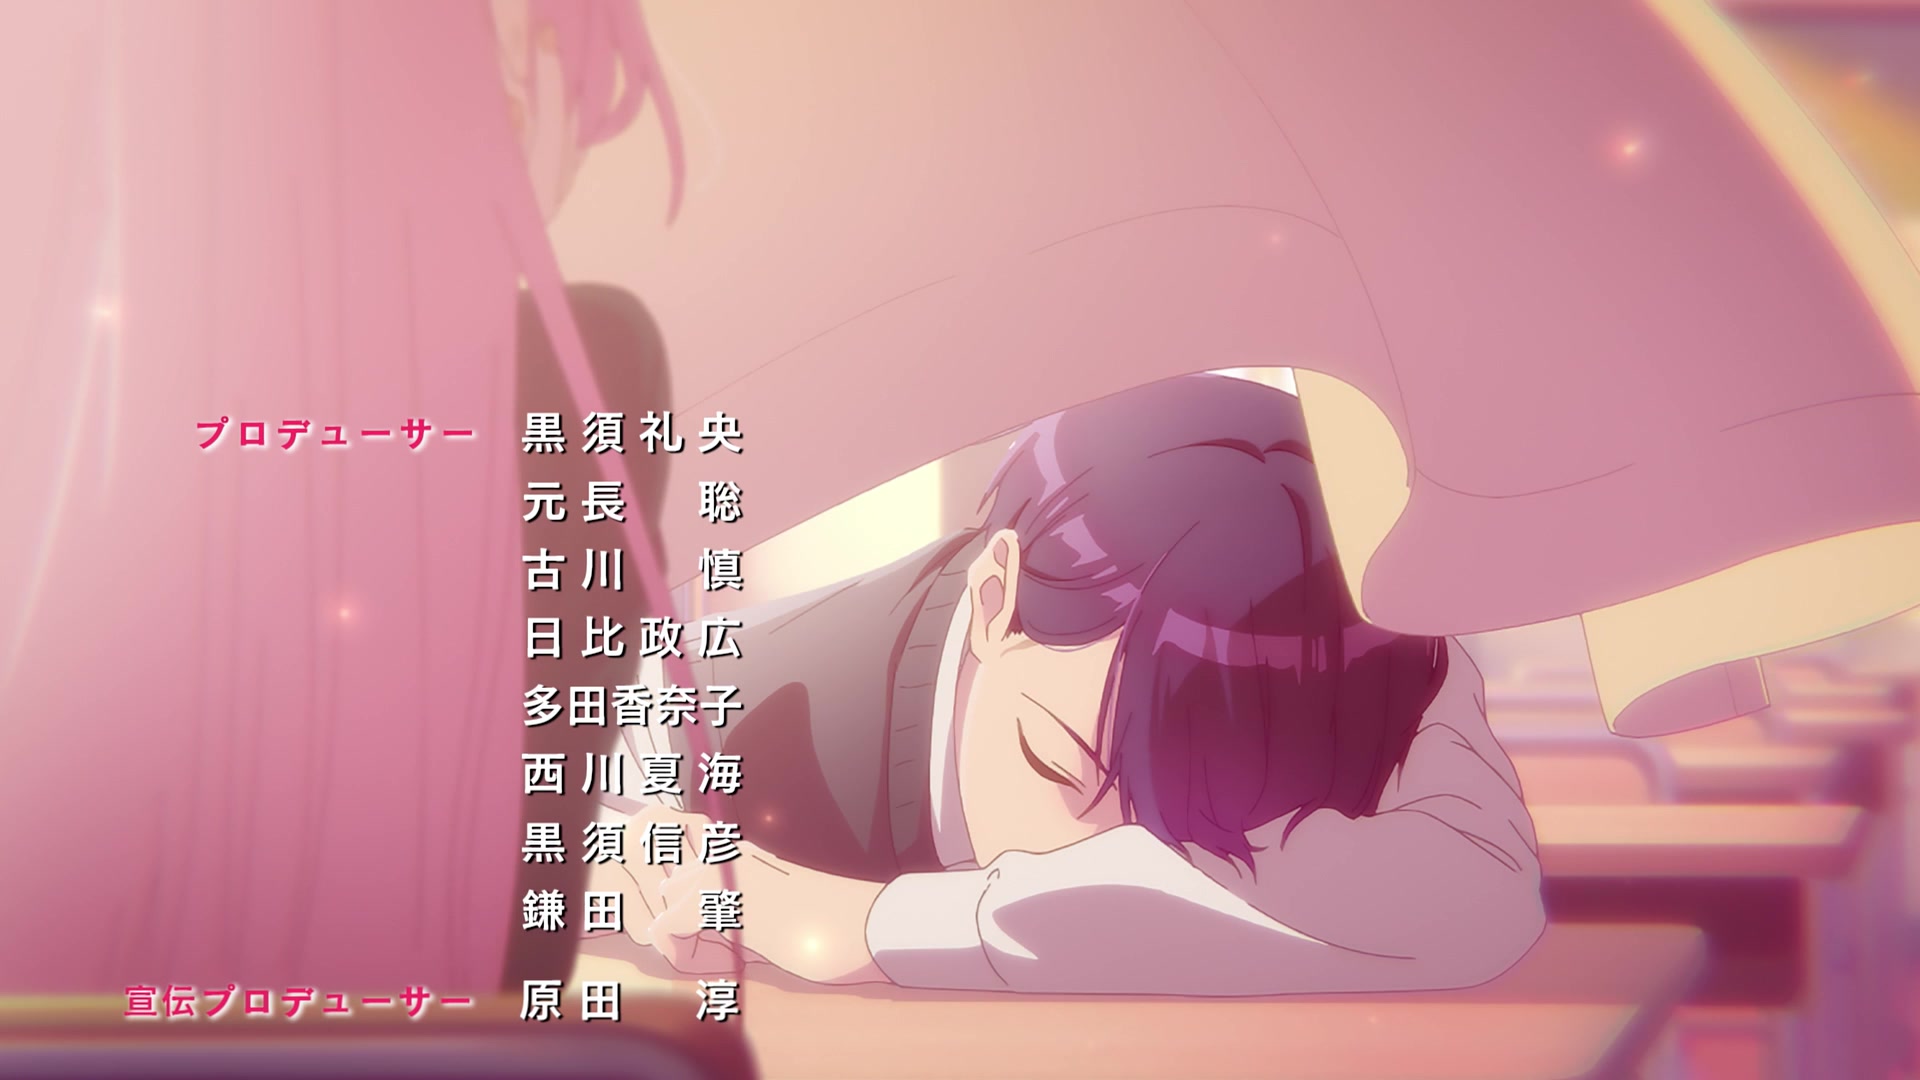 プロデューサー 黒須礼央
元長 聡
古川 慎
日比政広
多田香奈子
西川夏海
黒須信彦
鎌田 肇
宣伝プロデューサー 原田 淳